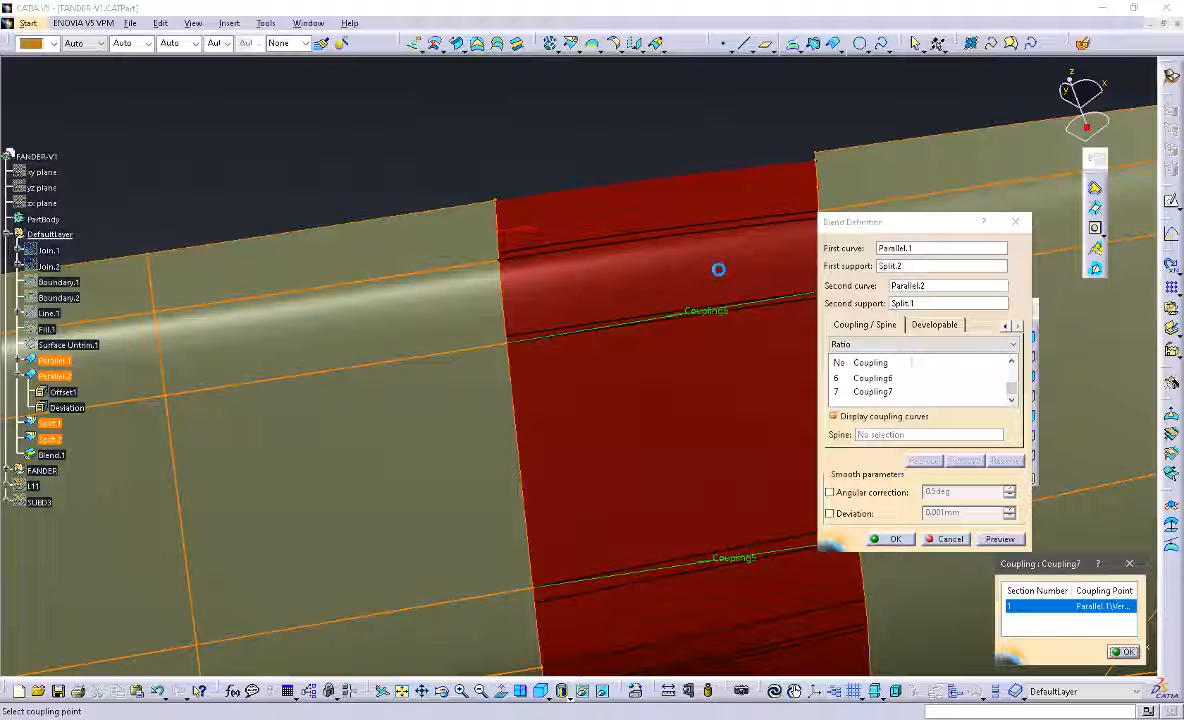 CATIA V5 - [FANDER-V1.CATPart]
Start ENOVIA V5 VPM File Edit View Insert Tools Window Help
Auto Auto Auto Aut Aut None
z
x
y
FANDER-V1
xy plane
yz plane
zx plane
PartBody
DefaultLayer
Join.1
Join.2
Boundary.1
Boundary.2
Line.1
Fill.1
Surface Untrim.1
Parallel.1
Parallel.2
Offset1
Deviation
Split.1
Split.2
Blend.1
FANDER
L11
SUBD3
Blend Definition ?
First curve: Parallel.1
First support: Split.2
Second curve: Parallel.2
Second support: Split.1
Coupling / Spine Developable
Ratio
No Coupling
6 Coupling6
7 Coupling7
Display coupling curves
Spine: No selection
Smooth parameters
Angular correction: 0.5deg
Deviation: 0.001mm
OK Cancel Preview
Coupling5
Coupling : Coupling7 ?
Section Number Coupling Point
1 Parallel.1\Ver...
OK
DefaultLayer
CATIA
Select coupling point